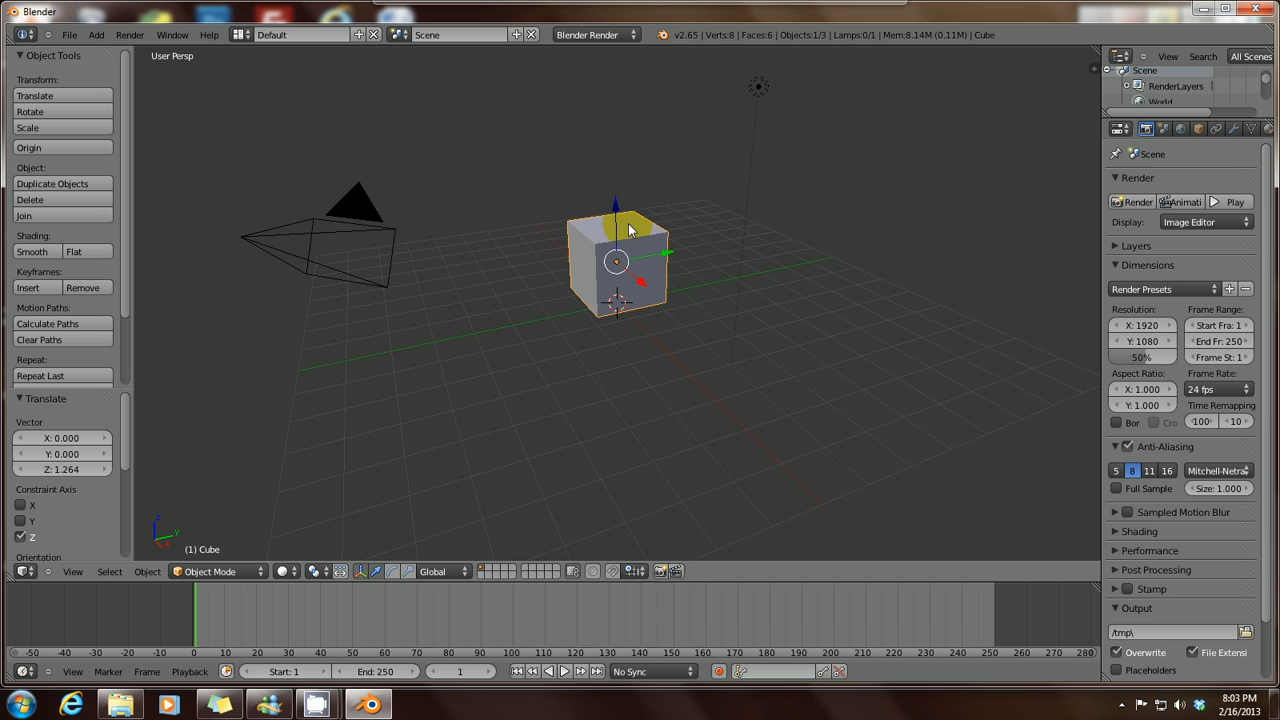 Blender
File Add Render Window Help Default Scene Blender Render v2.65 | Verts:8 | Faces:6 | Objects:1/3 | Lamps:0/1 | Mem:8.14M (0.11M) | Cube
Object Tools
Transform:
Translate
Rotate
Scale
Origin
Object:
Duplicate Objects
Delete
Join
Shading:
Smooth Flat
Keyframes:
Insert Remove
Motion Paths:
Calculate Paths
Clear Paths
Repeat:
Repeat Last
Translate
Vector
X: 0.000
Y: 0.000
Z: 1.264
Constraint Axis
X
Y
Z
Orientation
User Persp
z
y
(1) Cube
View Select Object Object Mode Global
View Search All Scenes
Scene
RenderLayers
World
Scene
Render
Render Animati Play
Display: Image Editor
Layers
Dimensions
Render Presets
Resolution: Frame Range:
X: 1920 Start Fra: 1
Y: 1080 End Fr: 250
50% Frame St: 1
Aspect Ratio: Frame Rate:
X: 1.000 24 fps
Y: 1.000 Time Remapping
Bor Cro 100 10
Anti-Aliasing
5 8 11 16 Mitchell-Netra
Full Sample Size: 1.000
Sampled Motion Blur
Shading
Performance
Post Processing
Stamp
Output
/tmp\
Overwrite File Extensi
Placeholders
-50 -40 -30 -20 -10 0 10 20 30 40 50 60 70 80 90 100 110 120 130 140 150 160 170 180 190 200 210 220 230 240 250 260 270 280
View Marker Frame Playback Start: 1 End: 250 1 No Sync
8:03 PM
2/16/2013